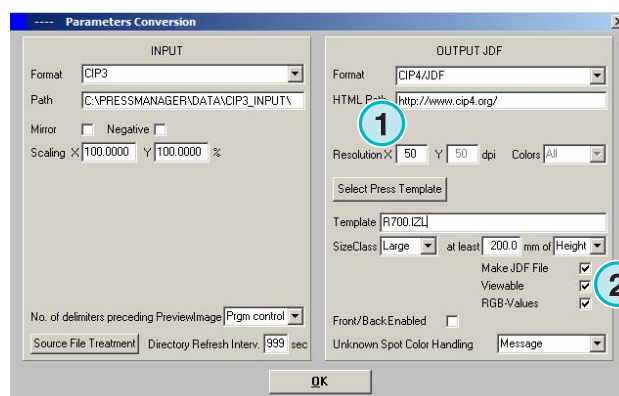 ---- Parameters Conversion
INPUT
Format CIP3
Path C:\PRESSMANAGER\DATA\CIP3_INPUT\
Mirror Negative
Scaling X 100.0000 Y 100.0000 %
No. of delimiters preceding PreviewImage Prgm control
Source File Treatment Directory Refresh Interv. 999 sec
OUTPUT JDF
Format CIP4/JDF
HTML Path http://www.cip4.org/
1
Resolution X 50 Y 50 dpi Colors All
Select Press Template
Template R700.IZL
SizeClass Large at least 200.0 mm of Height
Make JDF File
Viewable
2
RGB-Values
Front/Back Enabled
Unknown Spot Color Handling Message
OK